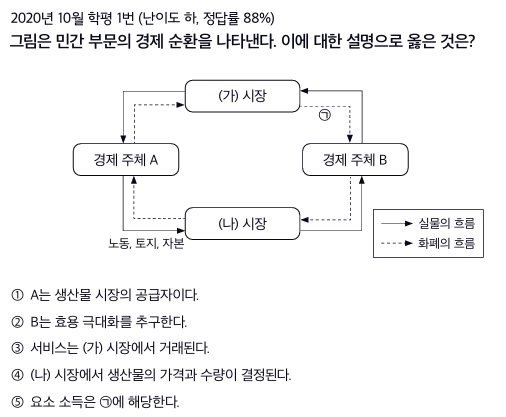 2020년 10월 학평 1번 (난이도 하, 정답률 88%)
그림은 민간 부문의 경제 순환을 나타낸다. 이에 대한 설명으로 옳은 것은?
(가) 시장
㉠
경제 주체 A
경제 주체 B
(나) 시장
노동, 토지, 자본
실물의 흐름
화폐의 흐름
① A는 생산물 시장의 공급자이다.
② B는 효용 극대화를 추구한다.
③ 서비스는 (가) 시장에서 거래된다.
④ (나) 시장에서 생산물의 가격과 수량이 결정된다.
⑤ 요소 소득은 ㉠에 해당한다.